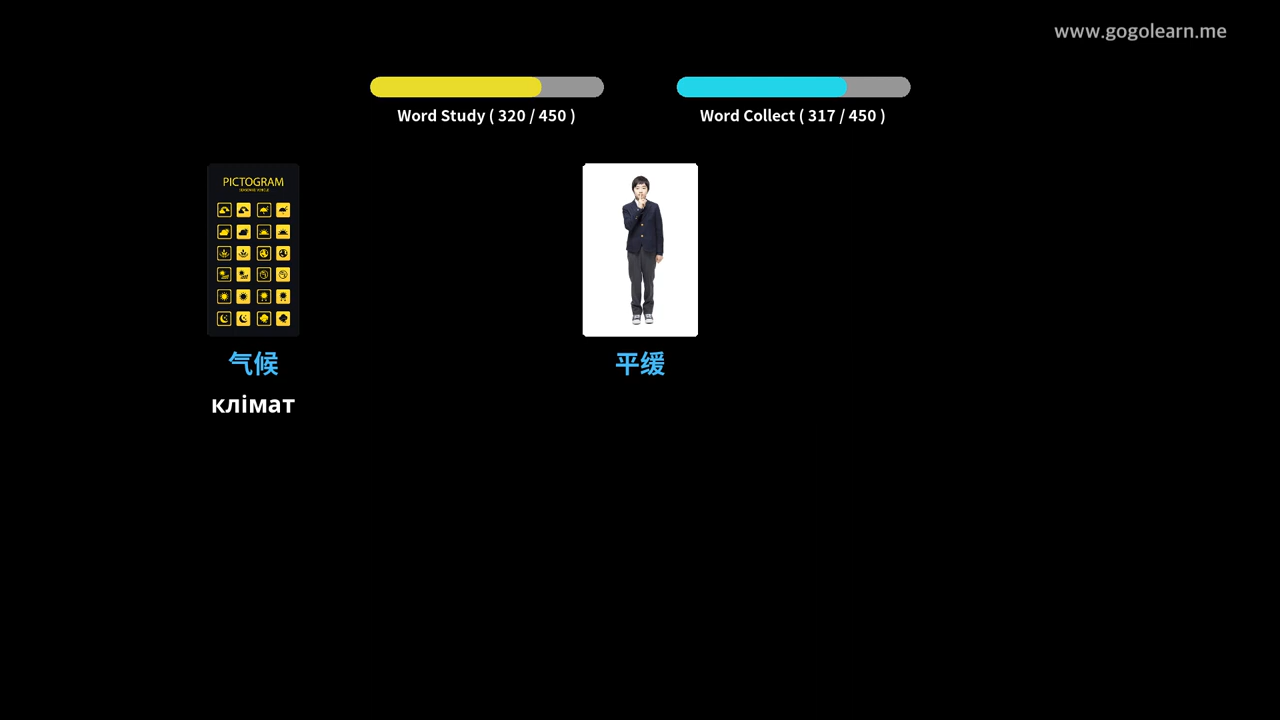 www.gogolearn.me
Word Study ( 320 / 450 )
Word Collect ( 317 / 450 )
PICTOGRAM
气候
平缓
клімат